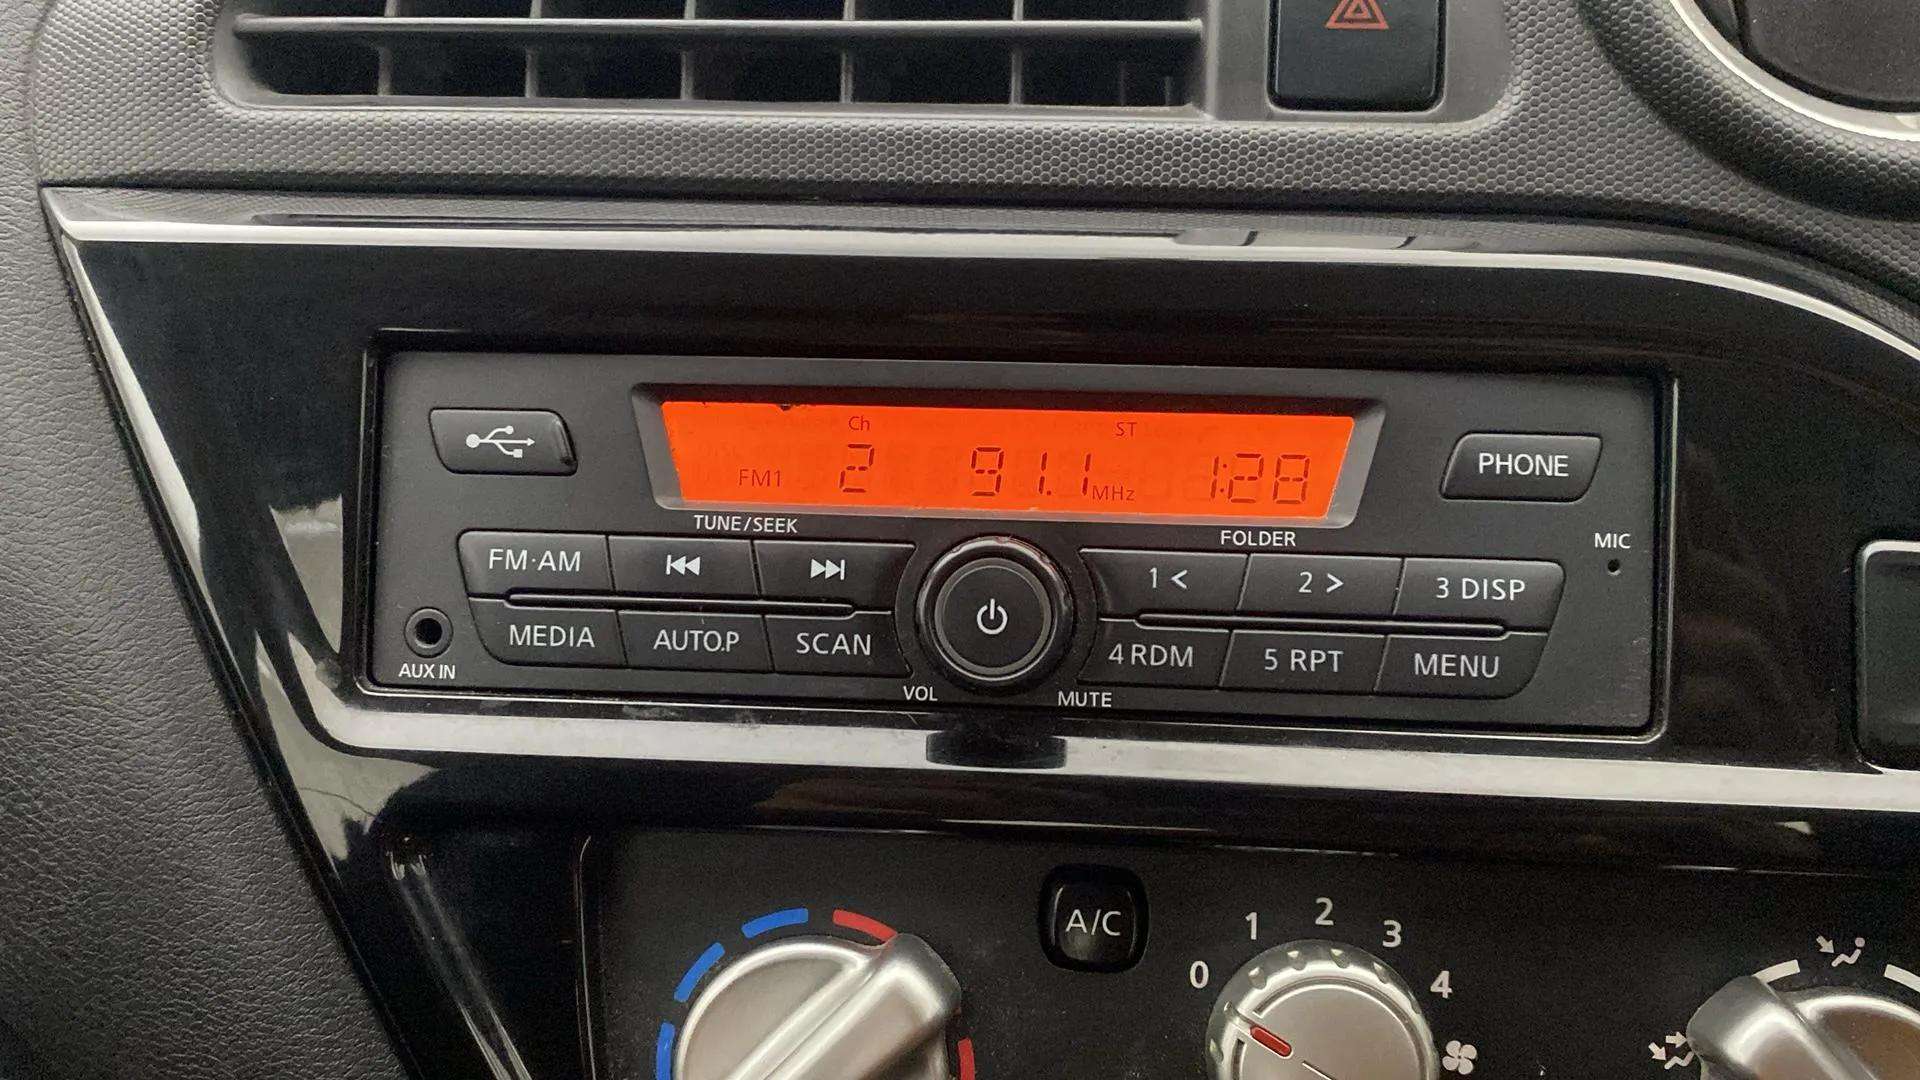 Ch ST
FM1 2 91.1 MHz 1:28
PHONE
TUNE/SEEK FOLDER
MIC
FM·AM 1 < 2 > 3 DISP
MEDIA AUTO.P SCAN 4 RDM 5 RPT MENU
AUX IN
VOL MUTE
A/C
0 1 2 3 4